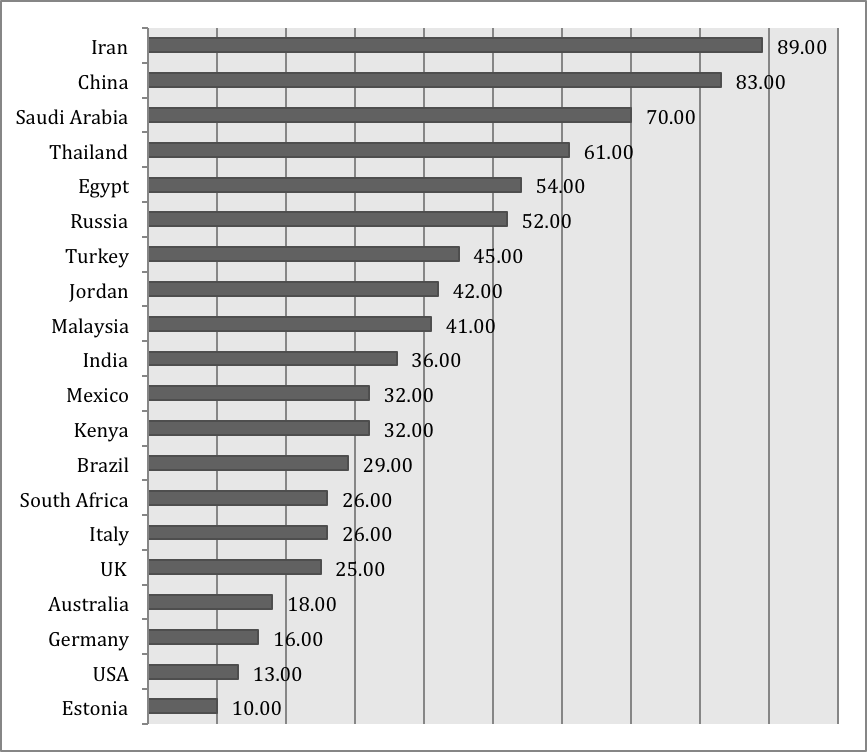 Iran 89.00
China 83.00
Saudi Arabia 70.00
Thailand 61.00
Egypt 54.00
Russia 52.00
Turkey 45.00
Jordan 42.00
Malaysia 41.00
India 36.00
Mexico 32.00
Kenya 32.00
Brazil 29.00
South Africa 26.00
Italy 26.00
UK 25.00
Australia 18.00
Germany 16.00
USA 13.00
Estonia 10.00